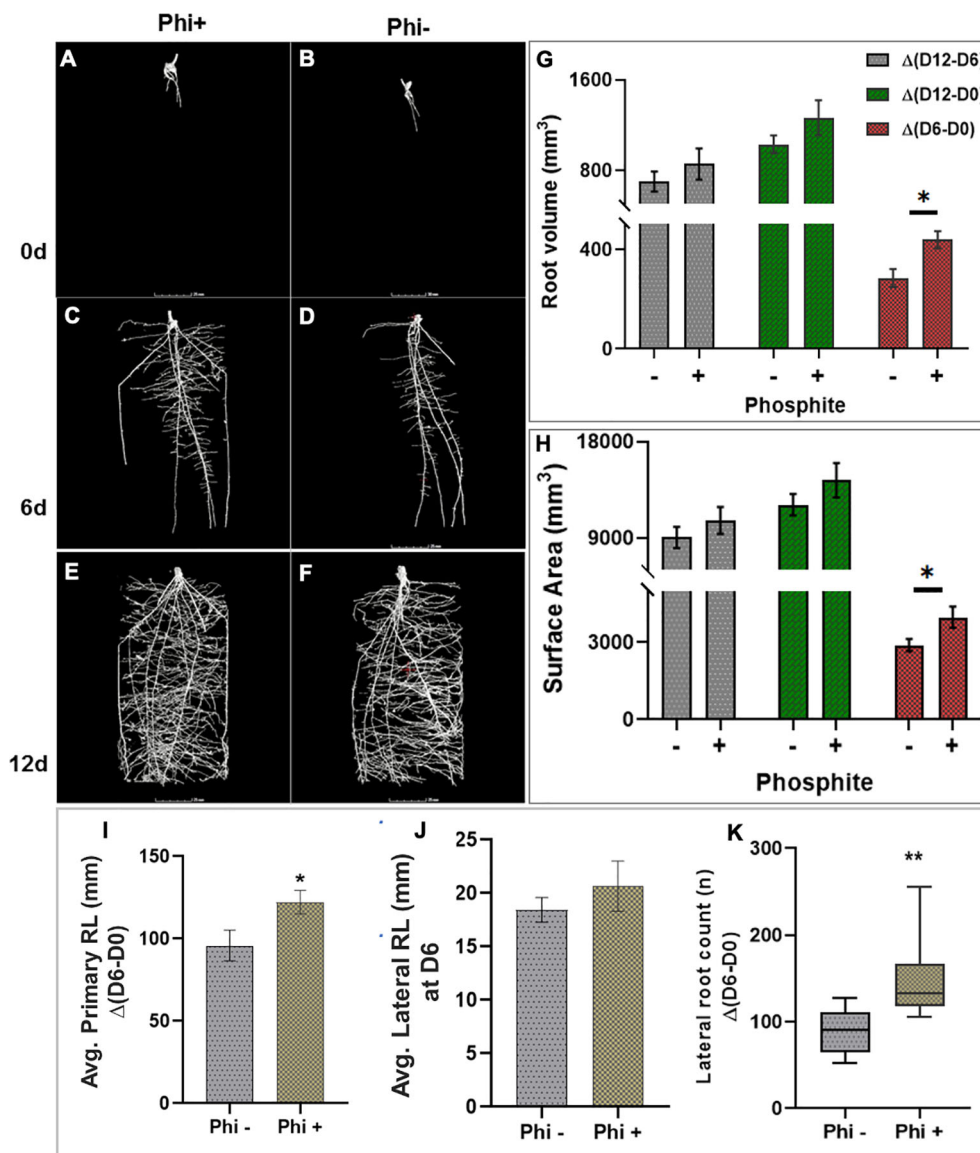 Phi+
Phi-
A
B
0d
C
D
6d
E
F
12d
G
Δ(D12-D6
Δ(D12-D0
Δ(D6-D0)
Root volume (mm³)
1600
800
400
0
*
- + - + - +
Phosphite
H
Surface Area (mm³)
18000
9000
3000
0
*
- + - + - +
Phosphite
I
Avg. Primary RL (mm)
Δ(D6-D0)
150
100
50
0
*
Phi - Phi +
J
Avg. Lateral RL (mm)
at D6
25
20
15
10
5
0
Phi - Phi +
K
Lateral root count (n)
Δ(D6-D0)
300
200
100
0
**
Phi - Phi +